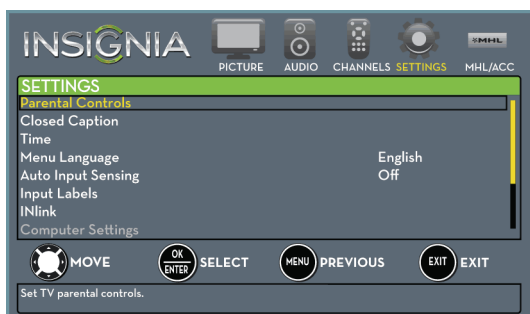 INSIGNIA
PICTURE AUDIO CHANNELS SETTINGS MHL/ACC
MHL
SETTINGS
Parental Controls
Closed Caption
Time
Menu Language English
Auto Input Sensing Off
Input Labels
INlink
Computer Settings
MOVE OK ENTER SELECT MENU PREVIOUS EXIT EXIT
Set TV parental controls.